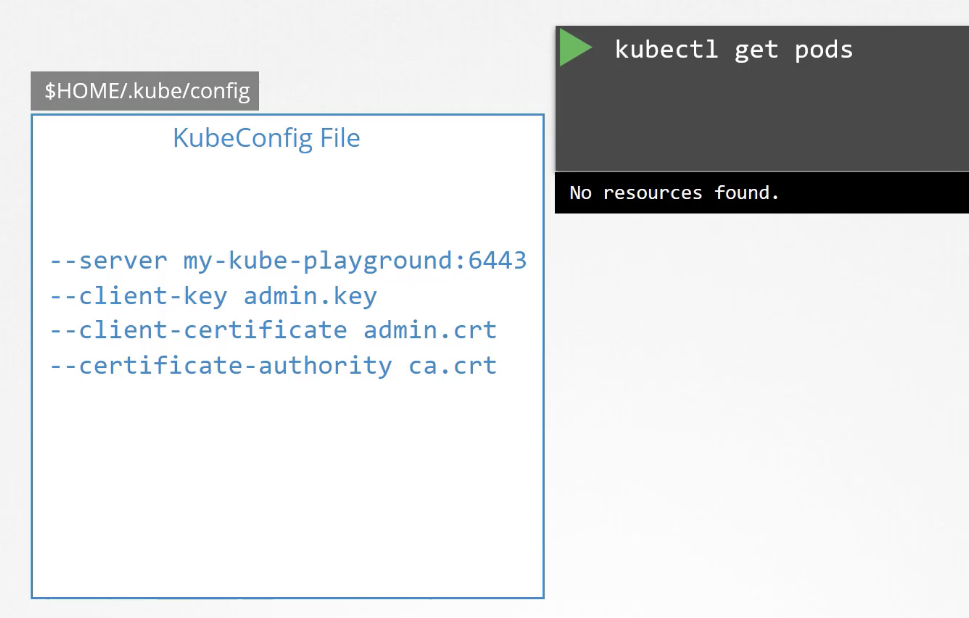 $HOME/.kube/config
KubeConfig File
--server my-kube-playground:6443
--client-key admin.key
--client-certificate admin.crt
--certificate-authority ca.crt
kubectl get pods
No resources found.